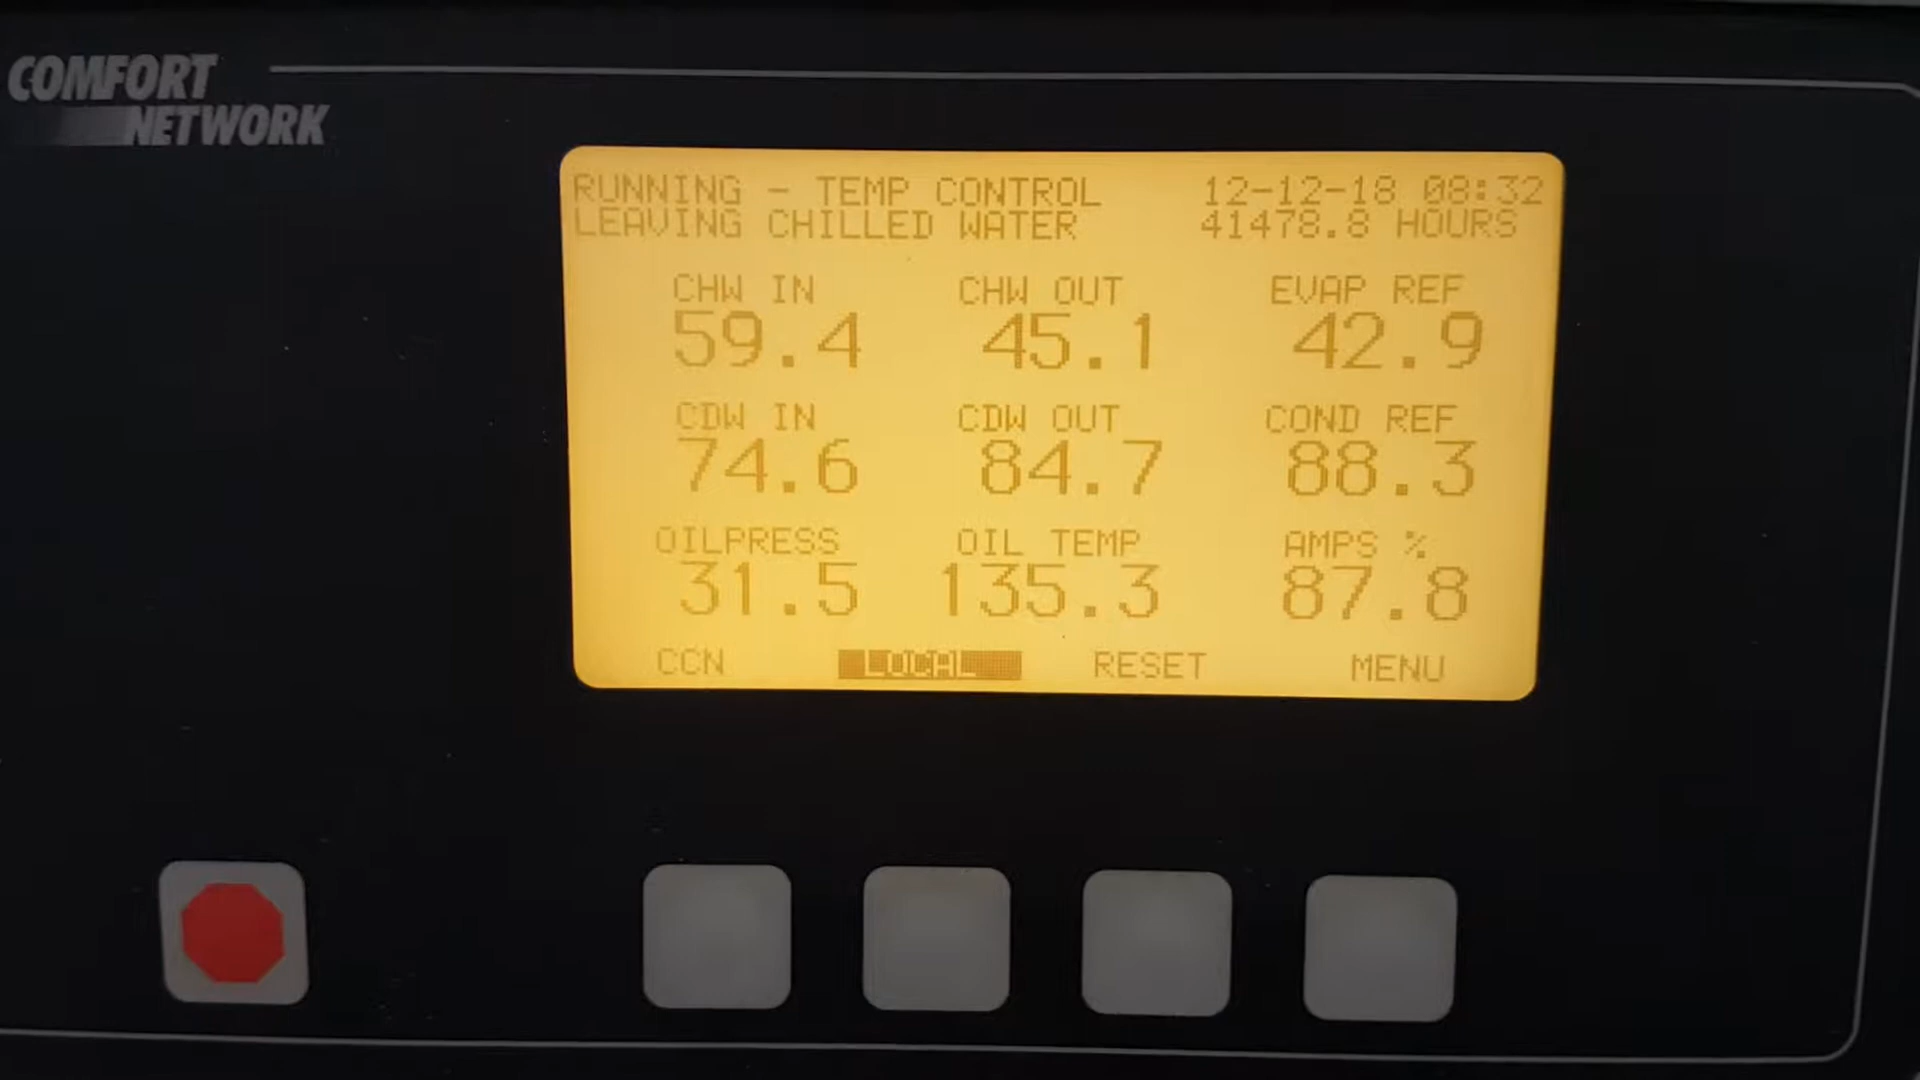 COMFORT
NETWORK
RUNNING - TEMP CONTROL 12-12-18 08:32
LEAVING CHILLED WATER 41478.8 HOURS
CHW IN CHW OUT EVAP REF
59.4 45.1 42.9
CDW IN CDW OUT COND REF
74.6 84.7 88.3
OILPRESS OIL TEMP AMPS %
31.5 135.3 87.8
CCN LOCAL RESET MENU